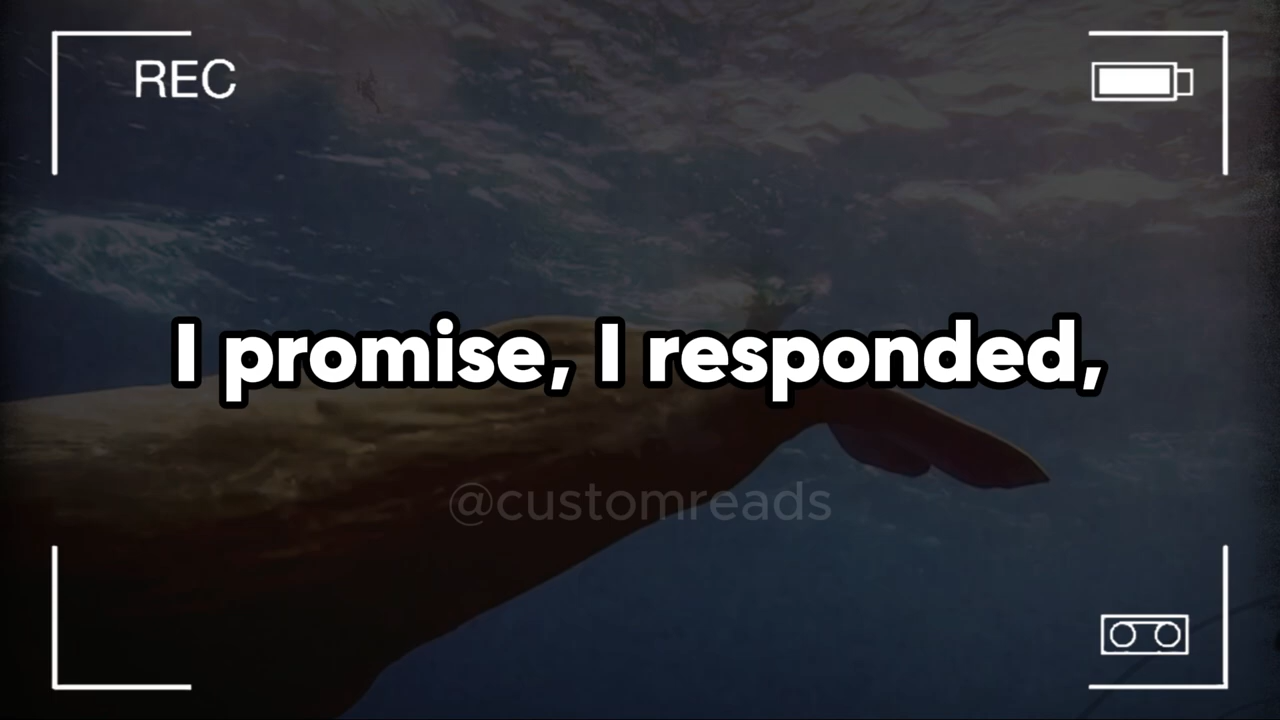 REC
I promise, I responded,
@customreads